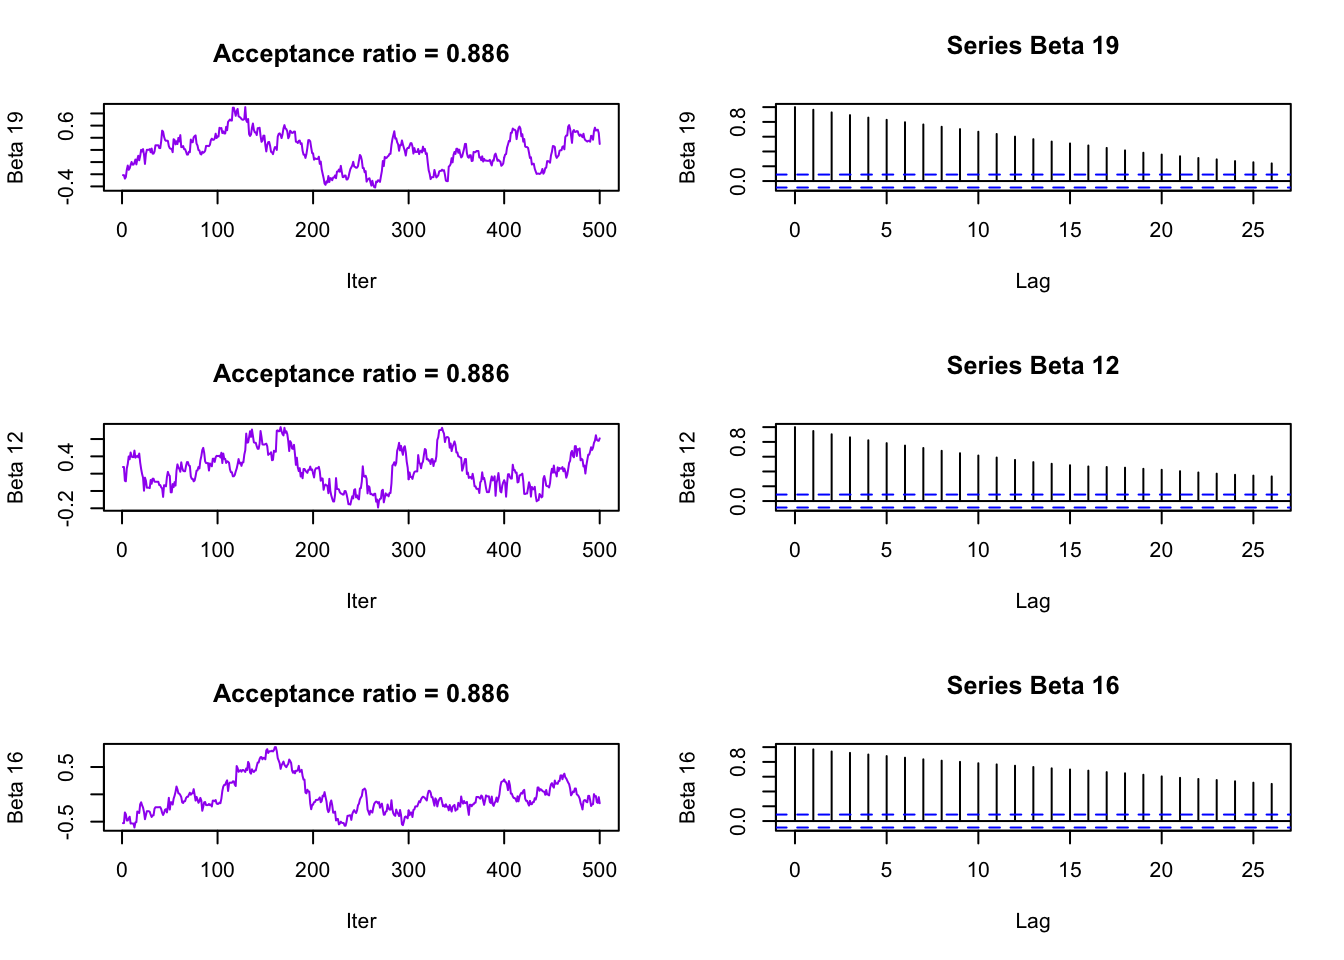 Acceptance ratio = 0.886
Beta 19
0.6
-0.4
0 100 200 300 400 500
Iter
Series Beta 19
Beta 19
0.8
0.0
0 5 10 15 20 25
Lag
Acceptance ratio = 0.886
Beta 12
0.4
-0.2
0 100 200 300 400 500
Iter
Series Beta 12
Beta 12
0.8
0.0
0 5 10 15 20 25
Lag
Acceptance ratio = 0.886
Beta 16
0.5
-0.5
0 100 200 300 400 500
Iter
Series Beta 16
Beta 16
0.8
0.0
0 5 10 15 20 25
Lag